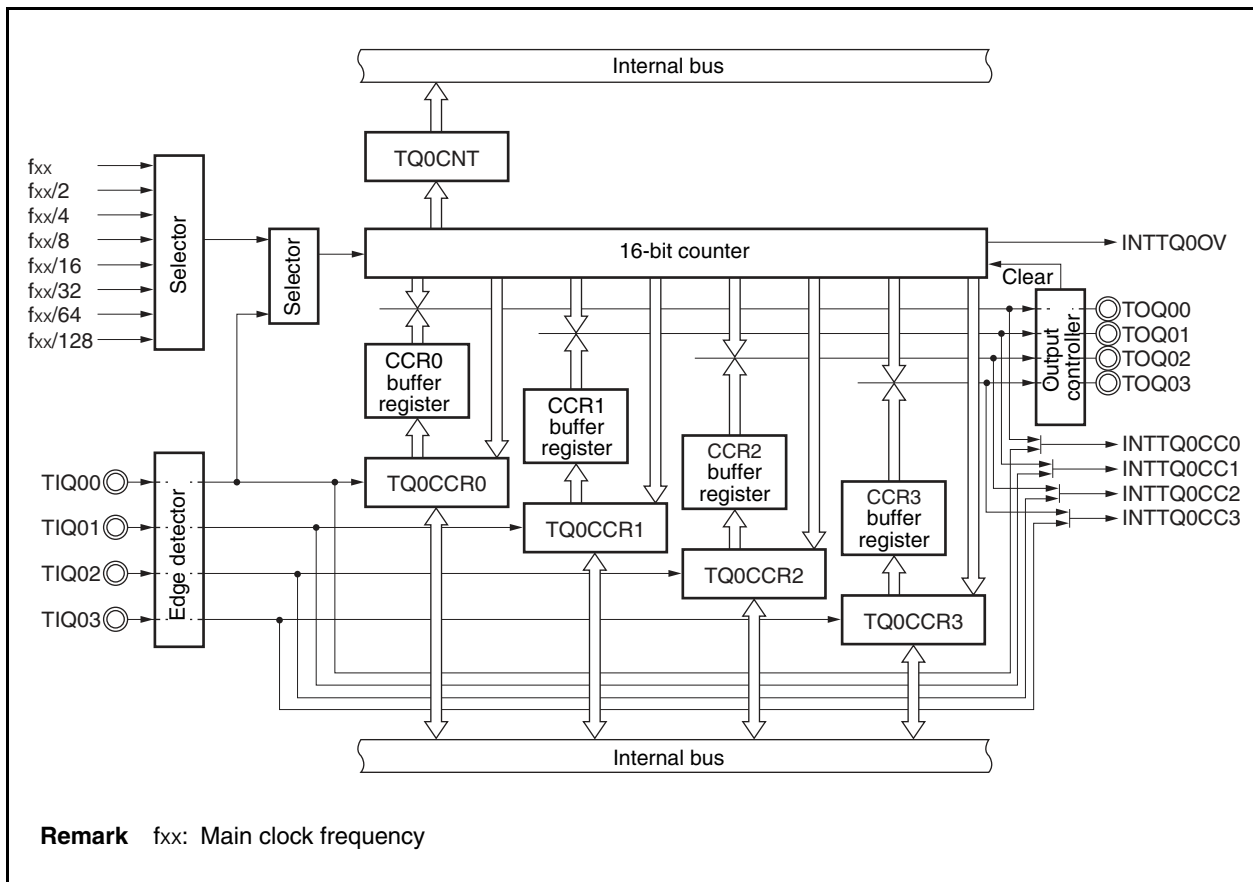 Internal bus
TQ0CNT
fxx
fxx/2
fxx/4
fxx/8
fxx/16
fxx/32
fxx/64
fxx/128
Selector
Selector
16-bit counter
INTTQ0OV
Clear
Output
controller
TOQ00
TOQ01
TOQ02
TOQ03
CCR0
buffer
register
CCR1
buffer
register
CCR2
buffer
register
CCR3
buffer
register
INTTQ0CC0
INTTQ0CC1
INTTQ0CC2
INTTQ0CC3
TIQ00
TIQ01
TIQ02
TIQ03
Edge detector
TQ0CCR0
TQ0CCR1
TQ0CCR2
TQ0CCR3
Internal bus
Remark fxx: Main clock frequency